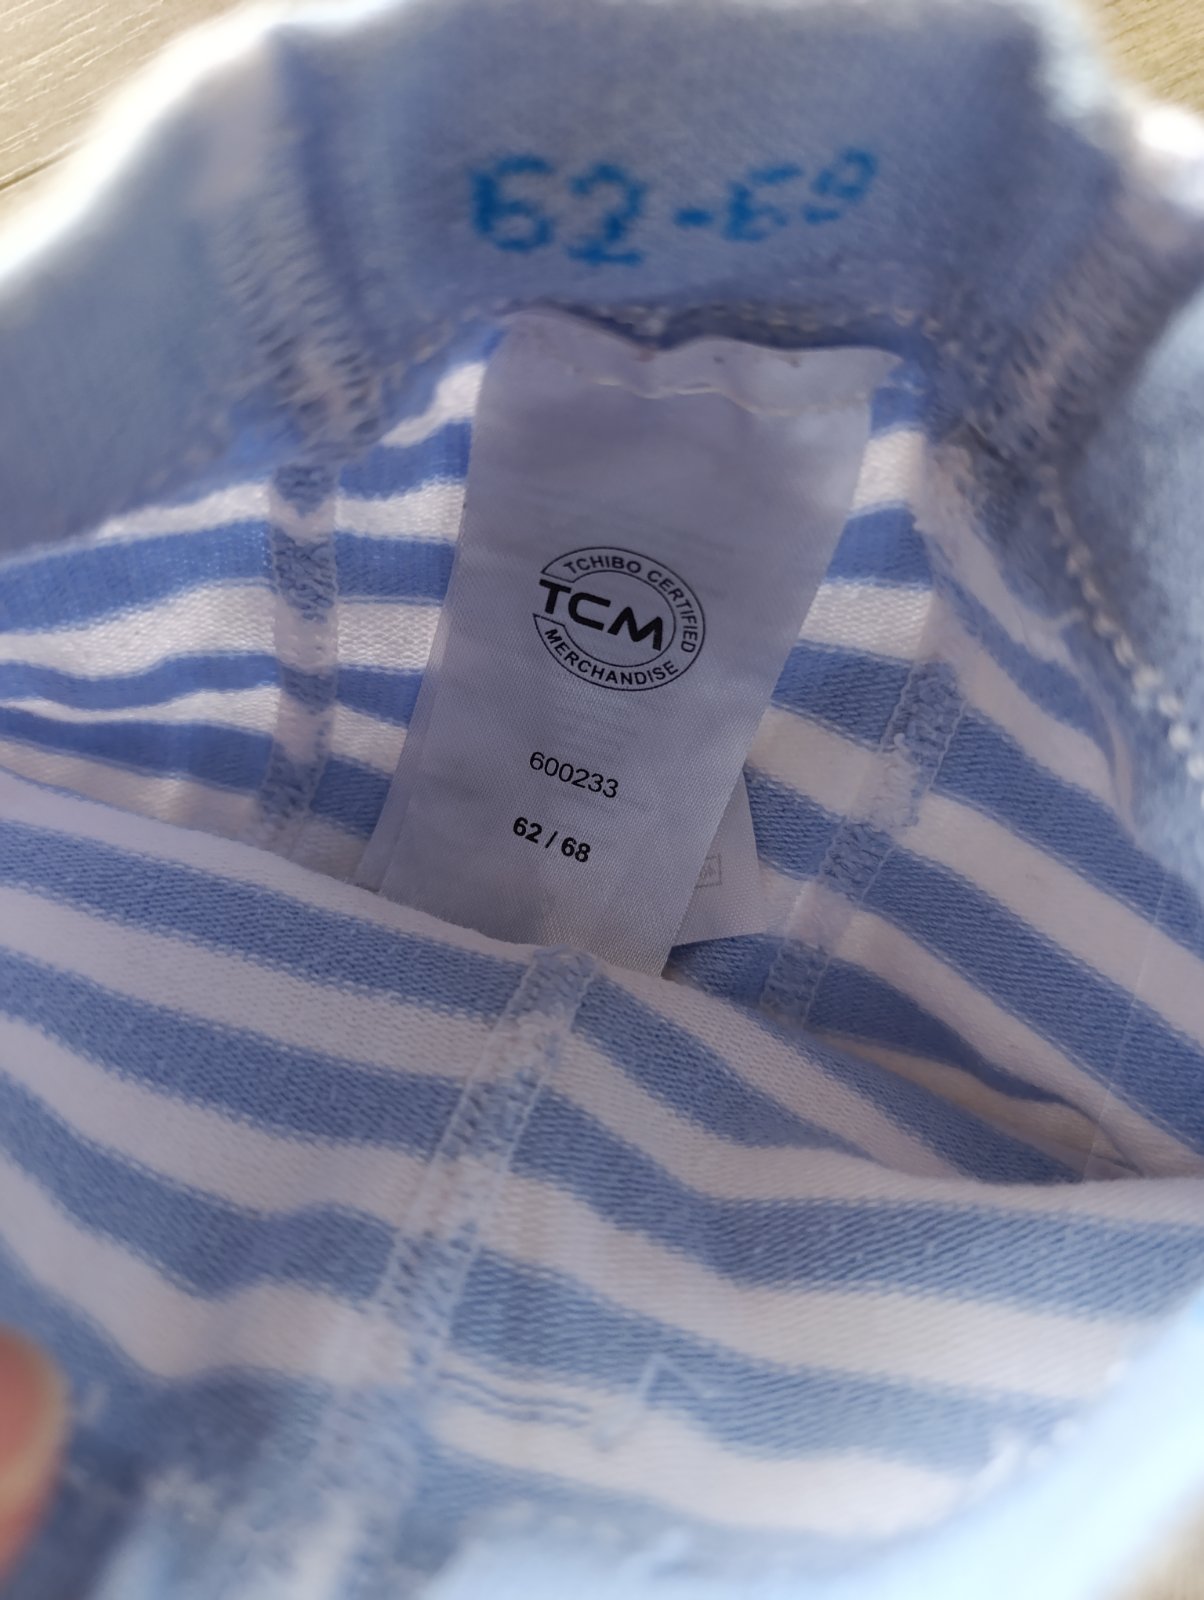 62-68
TCHIBO CERTIFIED
TCM
MERCHANDISE
600233
62 / 68